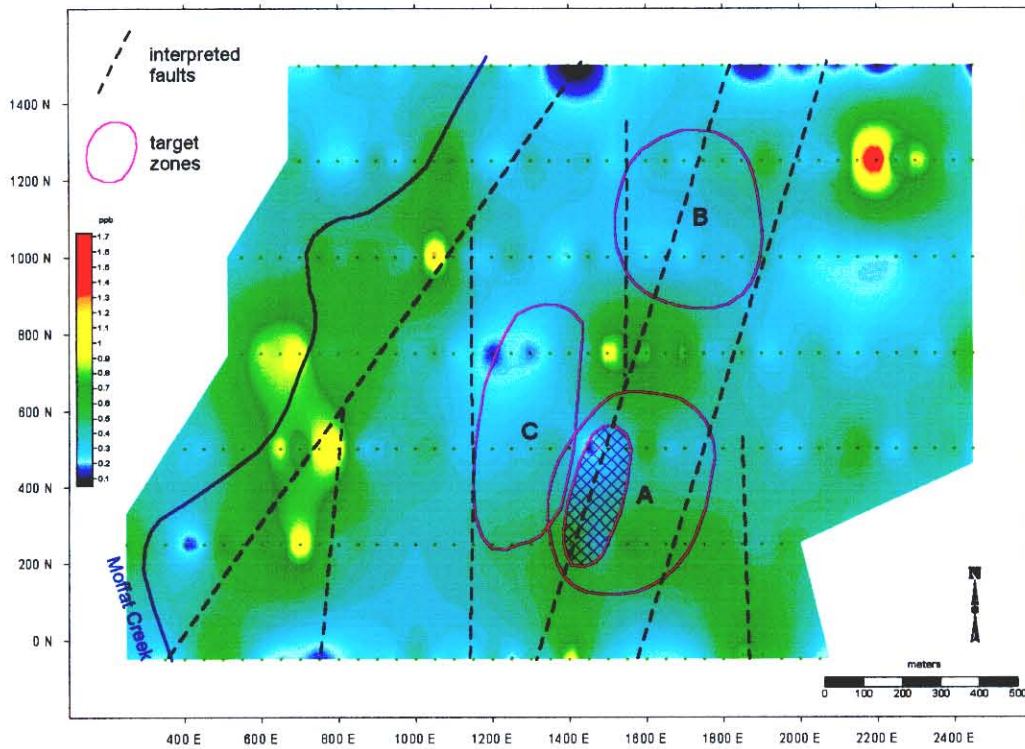 interpreted
faults
target
zones
ppb
1.7
1.6
1.5
1.4
1.3
1.2
1.1
1
0.9
0.8
0.7
0.6
0.5
0.4
0.3
0.2
0.1
1400 N
1200 N
1000 N
800 N
600 N
400 N
200 N
0 N
B
C
A
Moffat Creek
N
meters
0 100 200 300 400 500
400 E 600 E 800 E 1000 E 1200 E 1400 E 1600 E 1800 E 2000 E 2200 E 2400 E